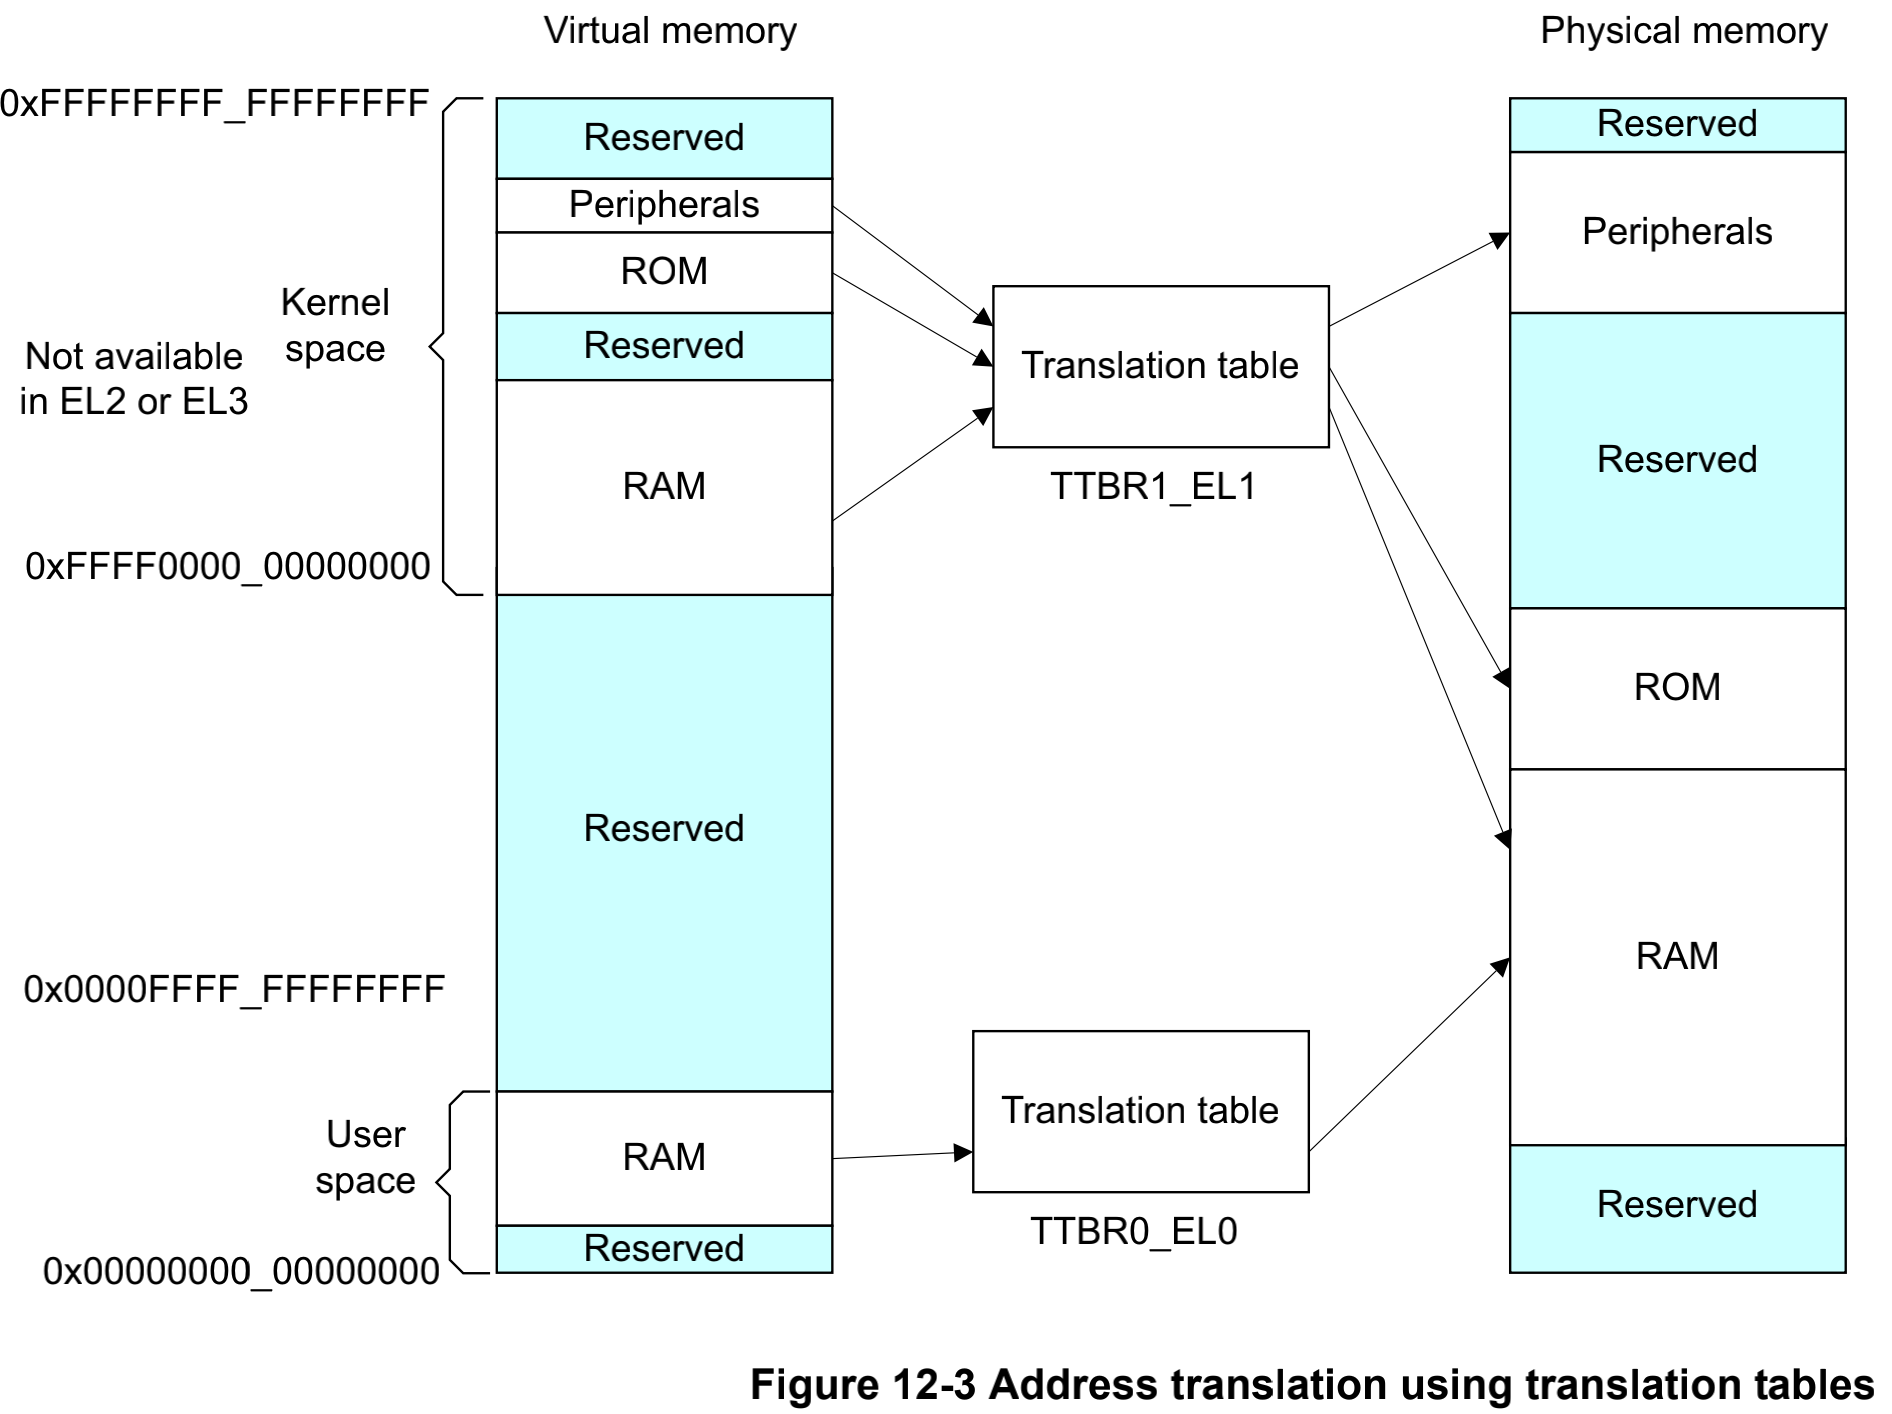 Virtual memory
Physical memory
0xFFFFFFFF_FFFFFFFF
Reserved
Peripherals
ROM
Reserved
RAM
Kernel
space
Not available
in EL2 or EL3
0xFFFF0000_00000000
Reserved
0x0000FFFF_FFFFFFFF
User
space
RAM
Reserved
0x00000000_00000000
Translation table
TTBR1_EL1
Translation table
TTBR0_EL0
Reserved
Peripherals
Reserved
ROM
RAM
Reserved
Figure 12-3 Address translation using translation tables